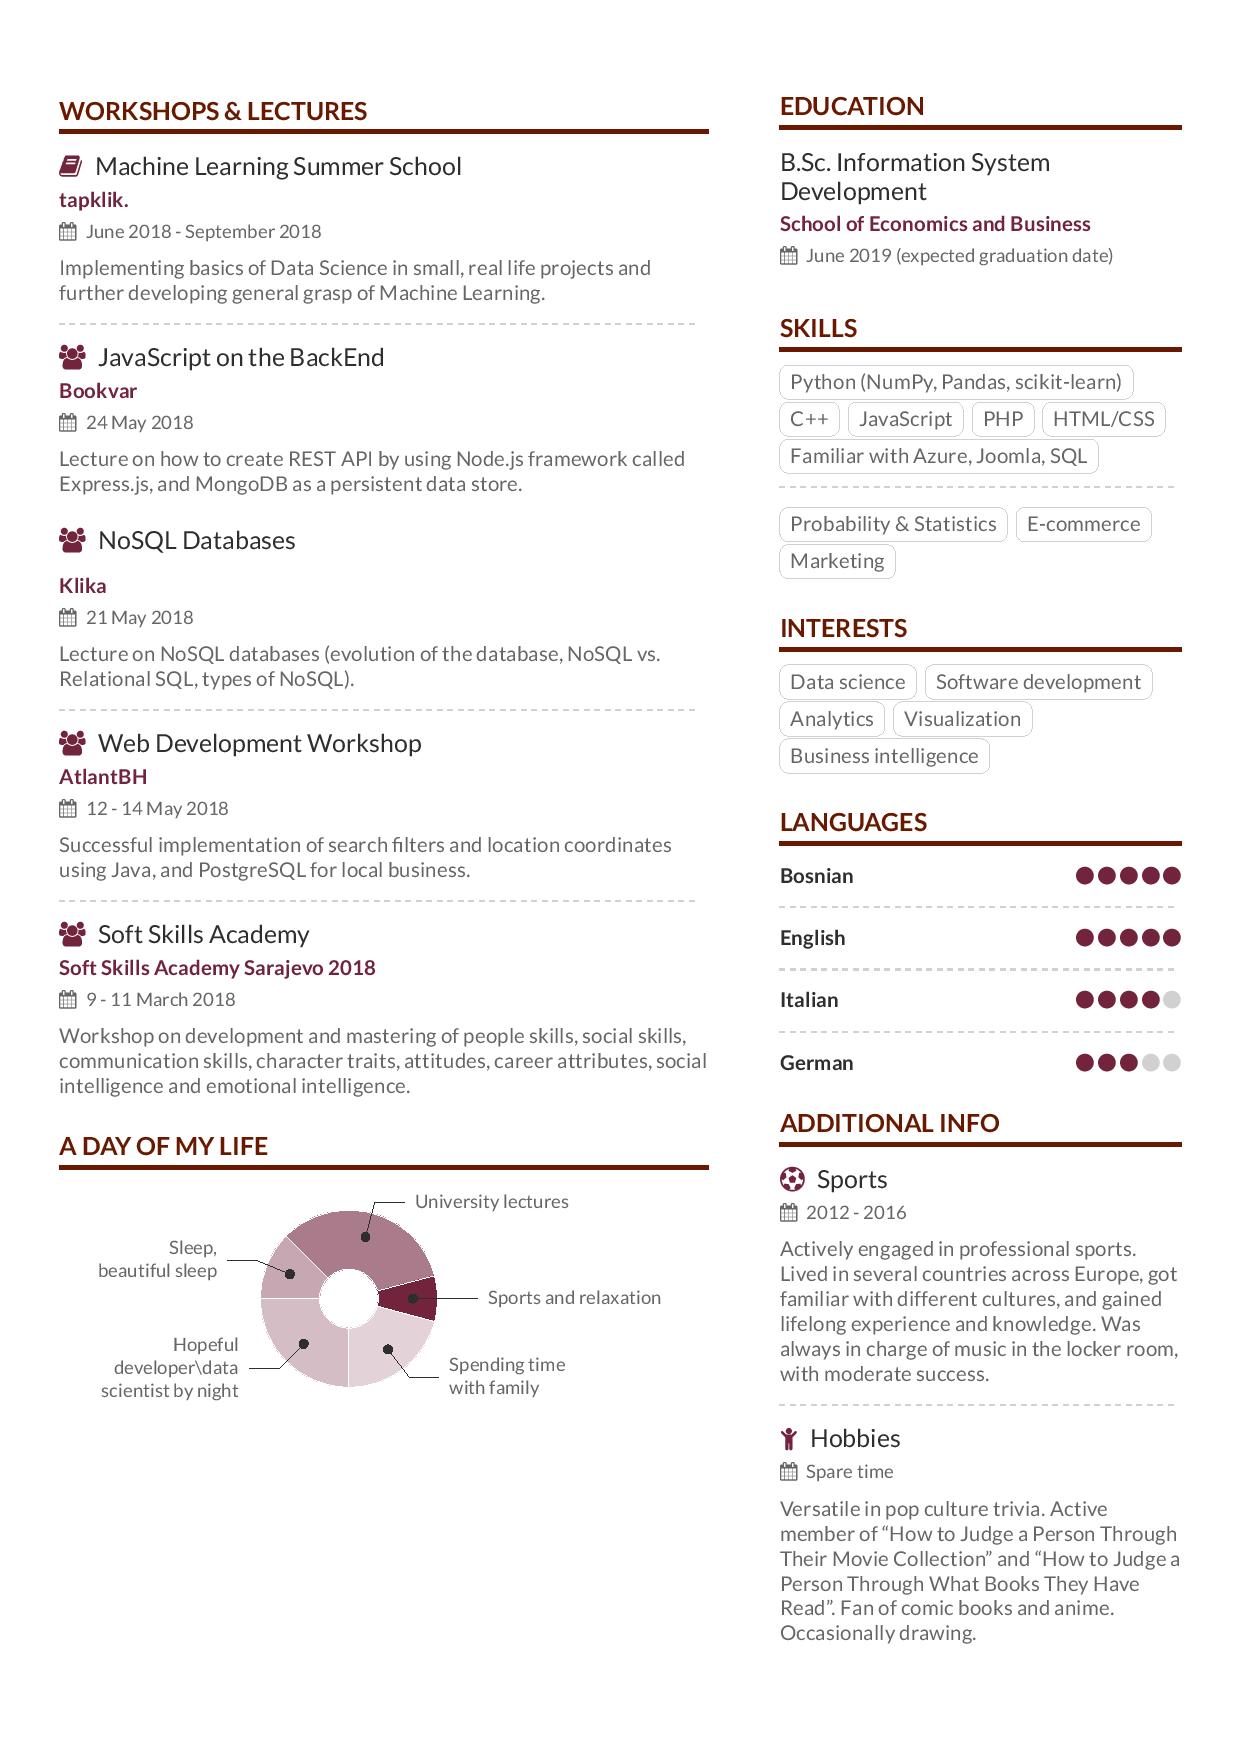 WORKSHOPS & LECTURES
Machine Learning Summer School
tapklik.
June 2018 - September 2018
Implementing basics of Data Science in small, real life projects and
further developing general grasp of Machine Learning.
JavaScript on the BackEnd
Bookvar
24 May 2018
Lecture on how to create REST API by using Node.js framework called
Express.js, and MongoDB as a persistent data store.
NoSQL Databases
Klika
21 May 2018
Lecture on NoSQL databases (evolution of the database, NoSQL vs.
Relational SQL, types of NoSQL).
Web Development Workshop
AtlantBH
12 - 14 May 2018
Successful implementation of search filters and location coordinates
using Java, and PostgreSQL for local business.
Soft Skills Academy
Soft Skills Academy Sarajevo 2018
9 - 11 March 2018
Workshop on development and mastering of people skills, social skills,
communication skills, character traits, attitudes, career attributes, social
intelligence and emotional intelligence.
A DAY OF MY LIFE
University lectures
Sleep,
beautiful sleep
Sports and relaxation
Hopeful
developer\data
scientist by night
Spending time
with family
EDUCATION
B.Sc. Information System
Development
School of Economics and Business
June 2019 (expected graduation date)
SKILLS
Python (NumPy, Pandas, scikit-learn)
C++ JavaScript PHP HTML/CSS
Familiar with Azure, Joomla, SQL
Probability & Statistics E-commerce
Marketing
INTERESTS
Data science Software development
Analytics Visualization
Business intelligence
LANGUAGES
Bosnian
English
Italian
German
ADDITIONAL INFO
Sports
2012 - 2016
Actively engaged in professional sports.
Lived in several countries across Europe, got
familiar with different cultures, and gained
lifelong experience and knowledge. Was
always in charge of music in the locker room,
with moderate success.
Hobbies
Spare time
Versatile in pop culture trivia. Active
member of “How to Judge a Person Through
Their Movie Collection” and “How to Judge a
Person Through What Books They Have
Read”. Fan of comic books and anime.
Occasionally drawing.